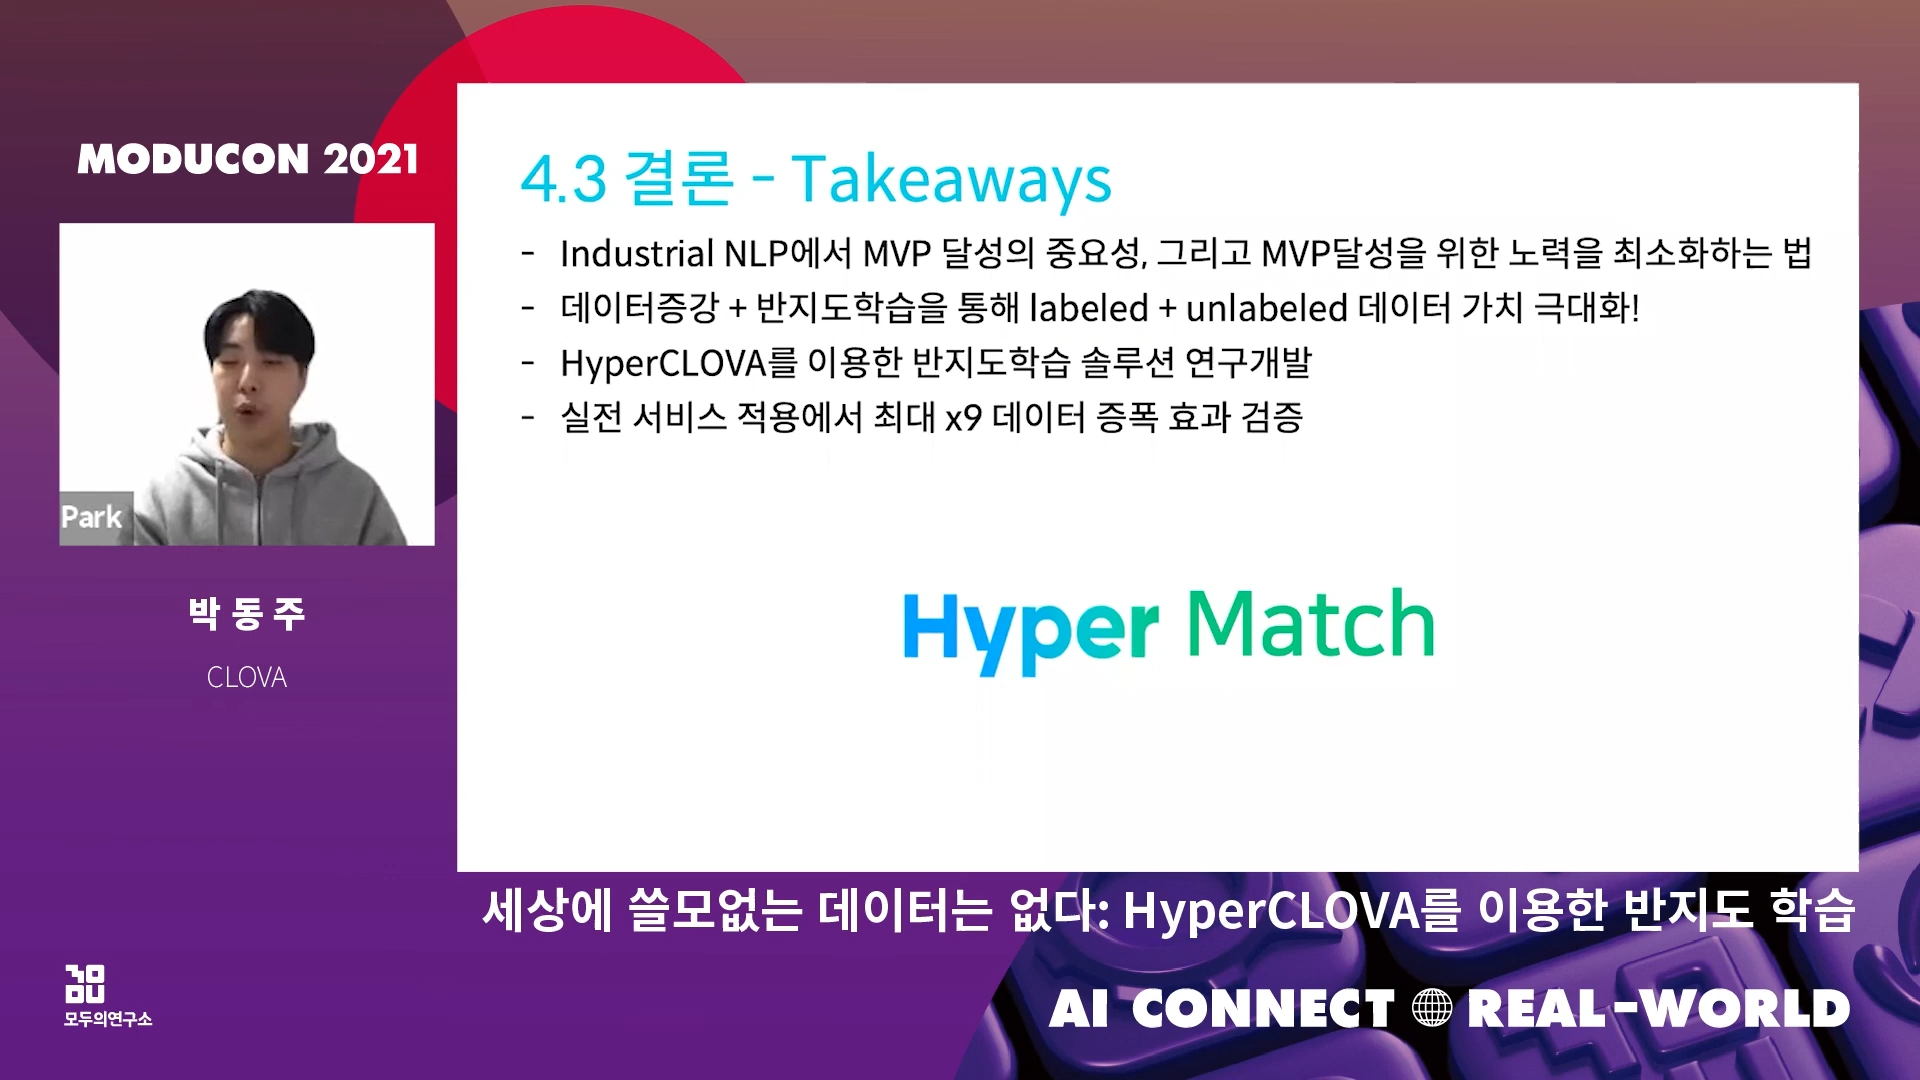 MODUCON 2021
4.3 결론 - Takeaways
- Industrial NLP에서 MVP 달성의 중요성, 그리고 MVP달성을 위한 노력을 최소화하는 법
- 데이터증강 + 반지도학습을 통해 labeled + unlabeled 데이터 가치 극대화!
- HyperCLOVA를 이용한 반지도학습 솔루션 연구개발
- 실전 서비스 적용에서 최대 x9 데이터 증폭 효과 검증
Hyper Match
Park
박동주
CLOVA
세상에 쓸모없는 데이터는 없다: HyperCLOVA를 이용한 반지도 학습
모두의연구소
AI CONNECT REAL-WORLD